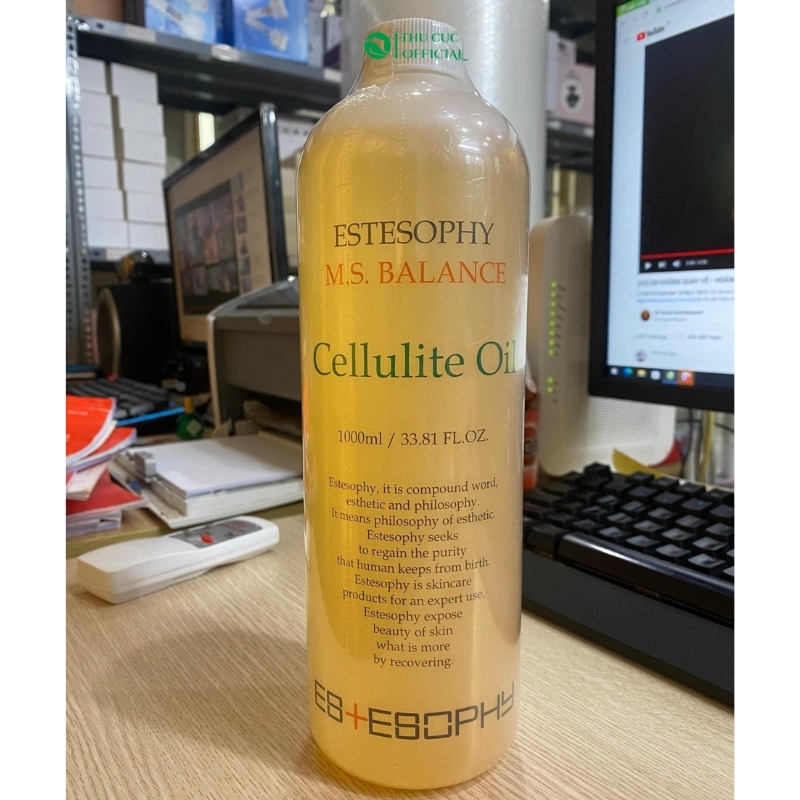 THU CUC
OFFICIAL
ESTESOPHY
M.S. BALANCE
Cellulite Oil
1000ml / 33.81 FL.OZ.
Estesophy, it is compound word,
esthetic and philosophy.
It means philosophy of esthetic.
Estesophy seeks
to regain the purity
that human keeps from birth.
Estesophy is skincare
products for an expert use.
Estesophy expose
beauty of skin
what is more
by recovering.
ESTESOPHY
YouTube